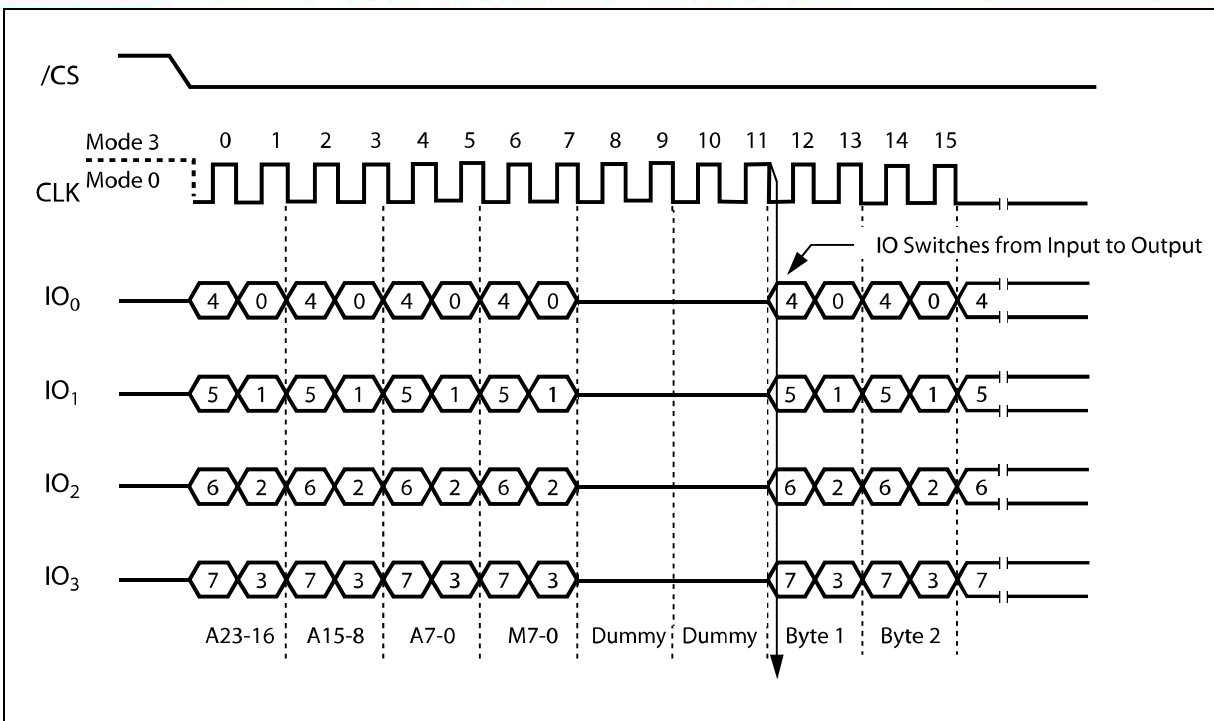 /CS
Mode 3
0 1 2 3 4 5 6 7 8 9 10 11 12 13 14 15
Mode 0
CLK
IO Switches from Input to Output
IO0 4 0 4 0 4 0 4 0 4 0 4 0 4
IO1 5 1 5 1 5 1 5 1 5 1 5 1 5
IO2 6 2 6 2 6 2 6 2 6 2 6 2 6
IO3 7 3 7 3 7 3 7 3 7 3 7 3 7
A23-16 A15-8 A7-0 M7-0 Dummy Dummy Byte 1 Byte 2